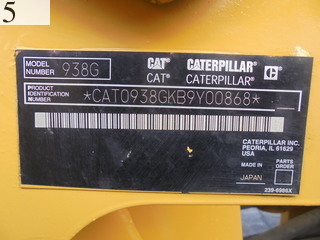 5
MODEL NUMBER 938G
CAT CATERPILLAR C
CAT® CATERPILLAR®
PRODUCT IDENTIFICATION NUMBER
*CAT0938GKB9Y00868*
CATERPILLAR INC.
PEORIA, IL 61629
USA
MADE IN
JAPAN
PARTS ORDER
239-6986X